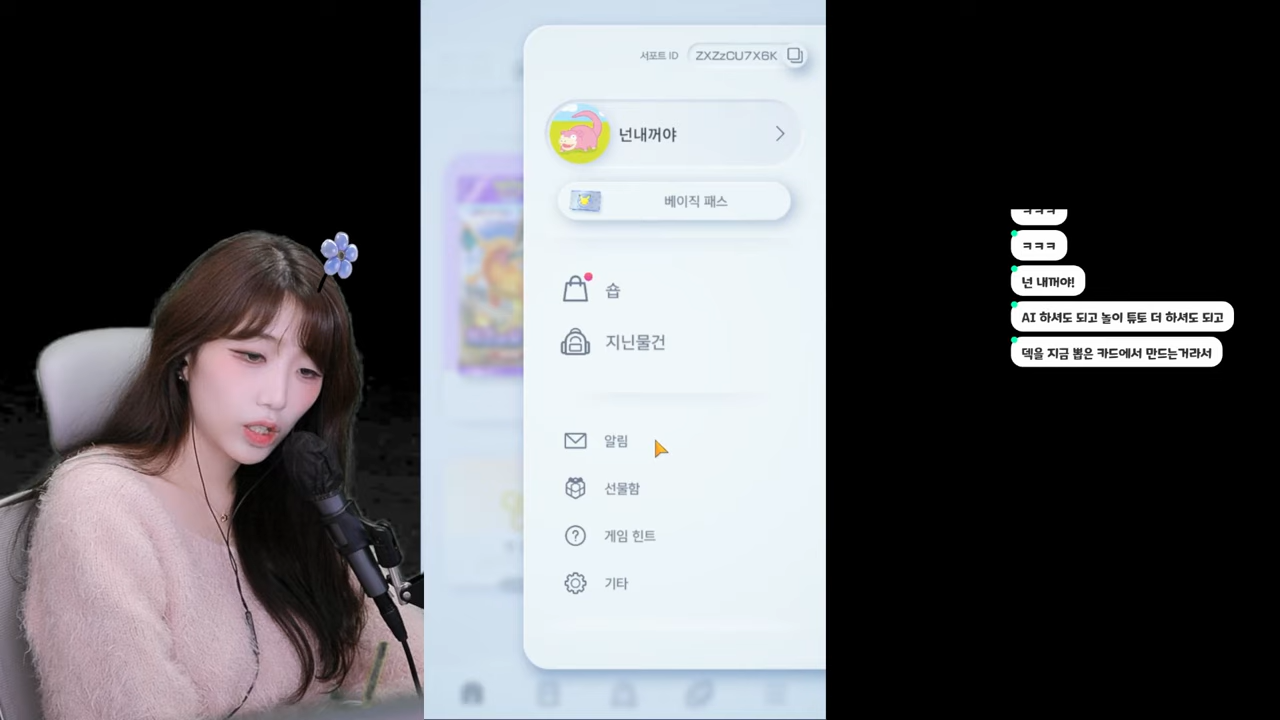 서포트 ID ZXZzCU7X6K
넌내꺼야
베이직 패스
숍
지닌물건
알림
선물함
게임 힌트
기타
ㅋㅋㅋ
ㅋㅋㅋ
넌 내꺼야!
AI 하셔도 되고 놀이 튜토 더 하셔도 되고
덱을 지금 뽑은 카드에서 만드는거라서